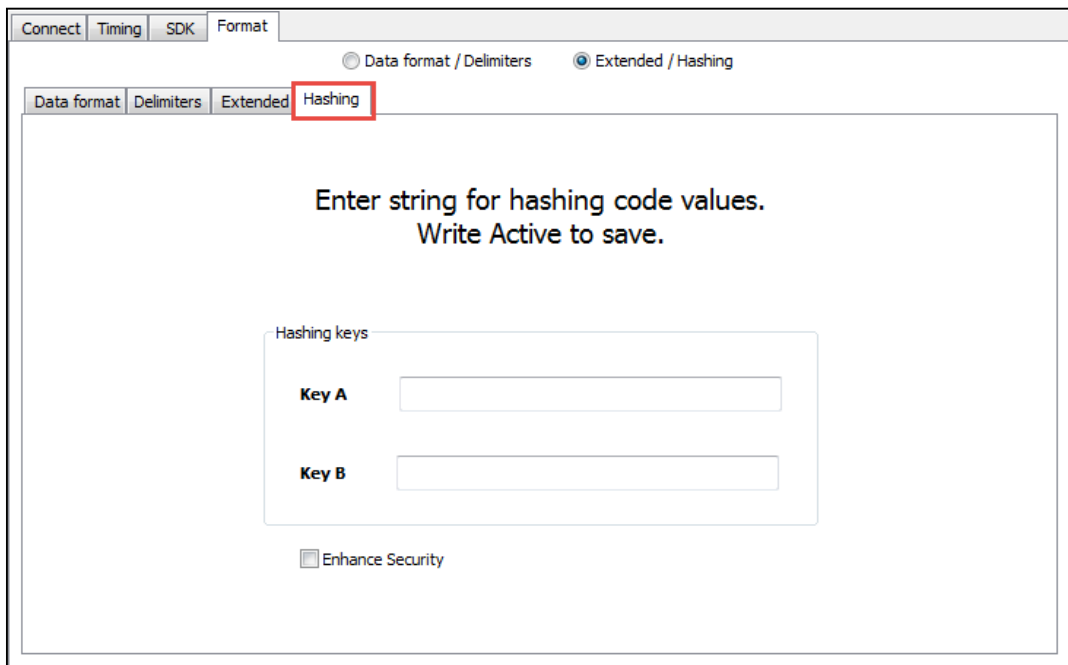 Connect Timing SDK Format
Data format / Delimiters Extended / Hashing
Data format Delimiters Extended Hashing
Enter string for hashing code values.
Write Active to save.
Hashing keys
Key A
Key B
Enhance Security